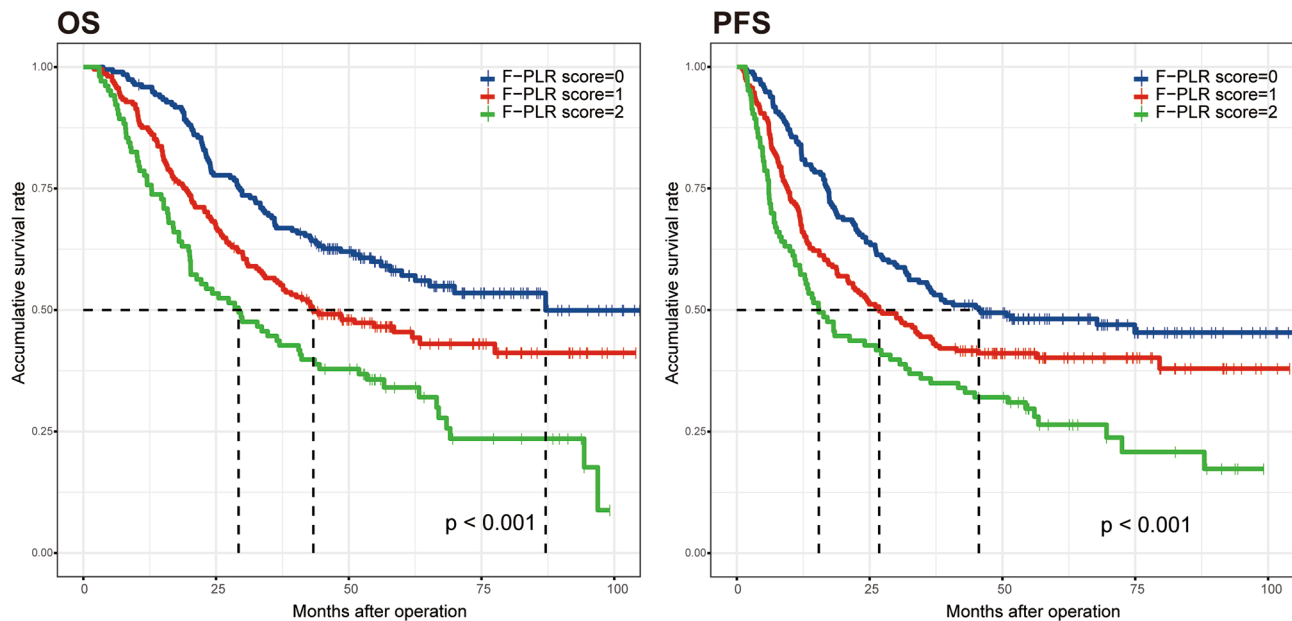 OS
F-PLR score=0
F-PLR score=1
F-PLR score=2
Accumulative survival rate
1.00
0.75
0.50
0.25
0.00
p < 0.001
0 25 50 75 100
Months after operation
PFS
F-PLR score=0
F-PLR score=1
F-PLR score=2
Accumulative survival rate
1.00
0.75
0.50
0.25
0.00
p < 0.001
0 25 50 75 100
Months after operation